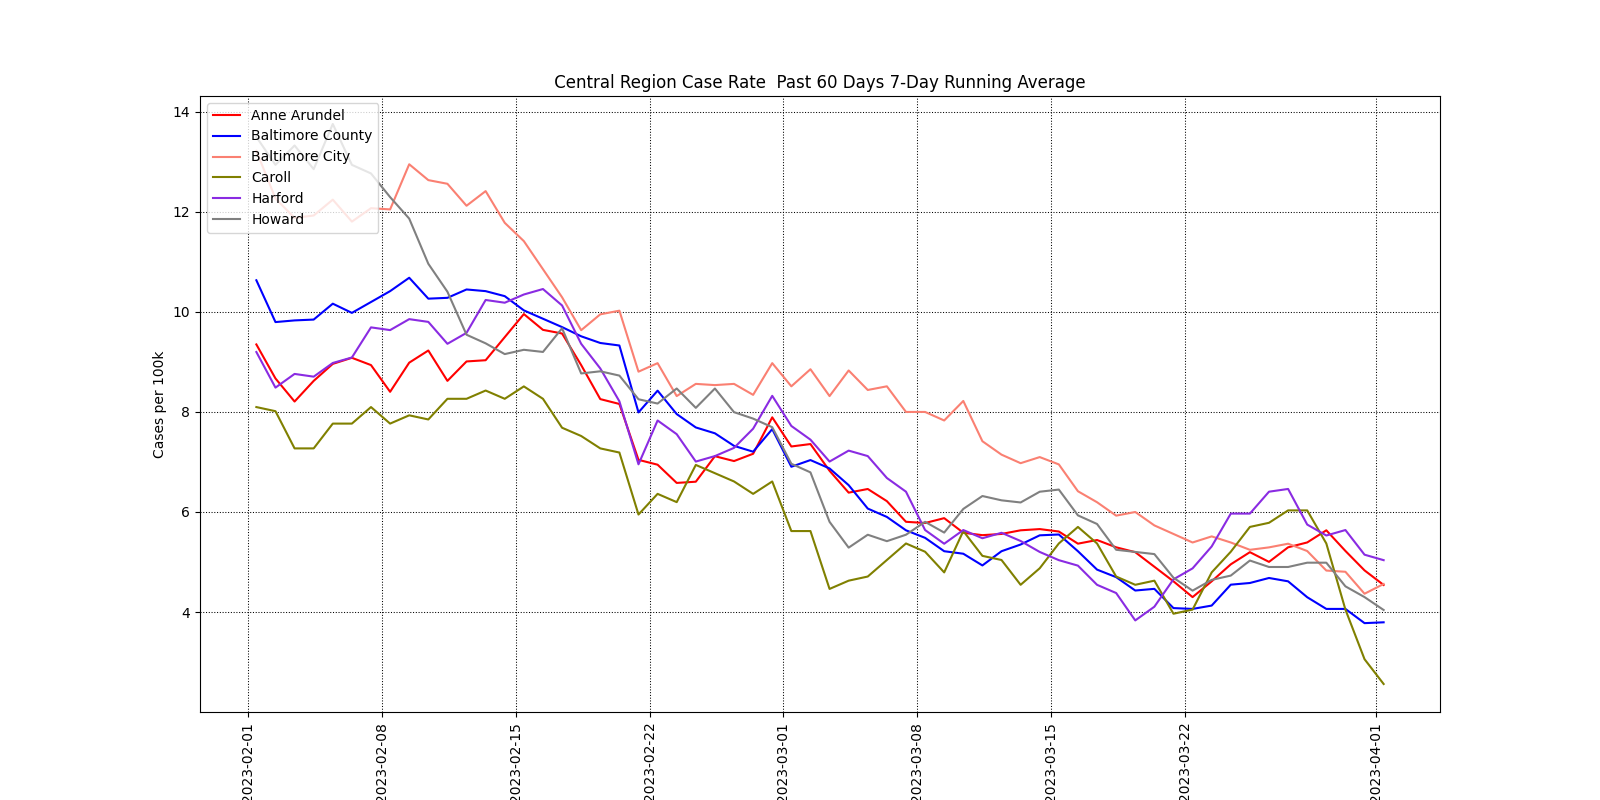 Central Region Case Rate  Past 60 Days 7-Day Running Average
Anne Arundel
Baltimore County
Baltimore City
Caroll
Harford
Howard
Cases per 100k
14
12
10
8
6
4
2023-02-01
2023-02-08
2023-02-15
2023-02-22
2023-03-01
2023-03-08
2023-03-15
2023-03-22
2023-04-01